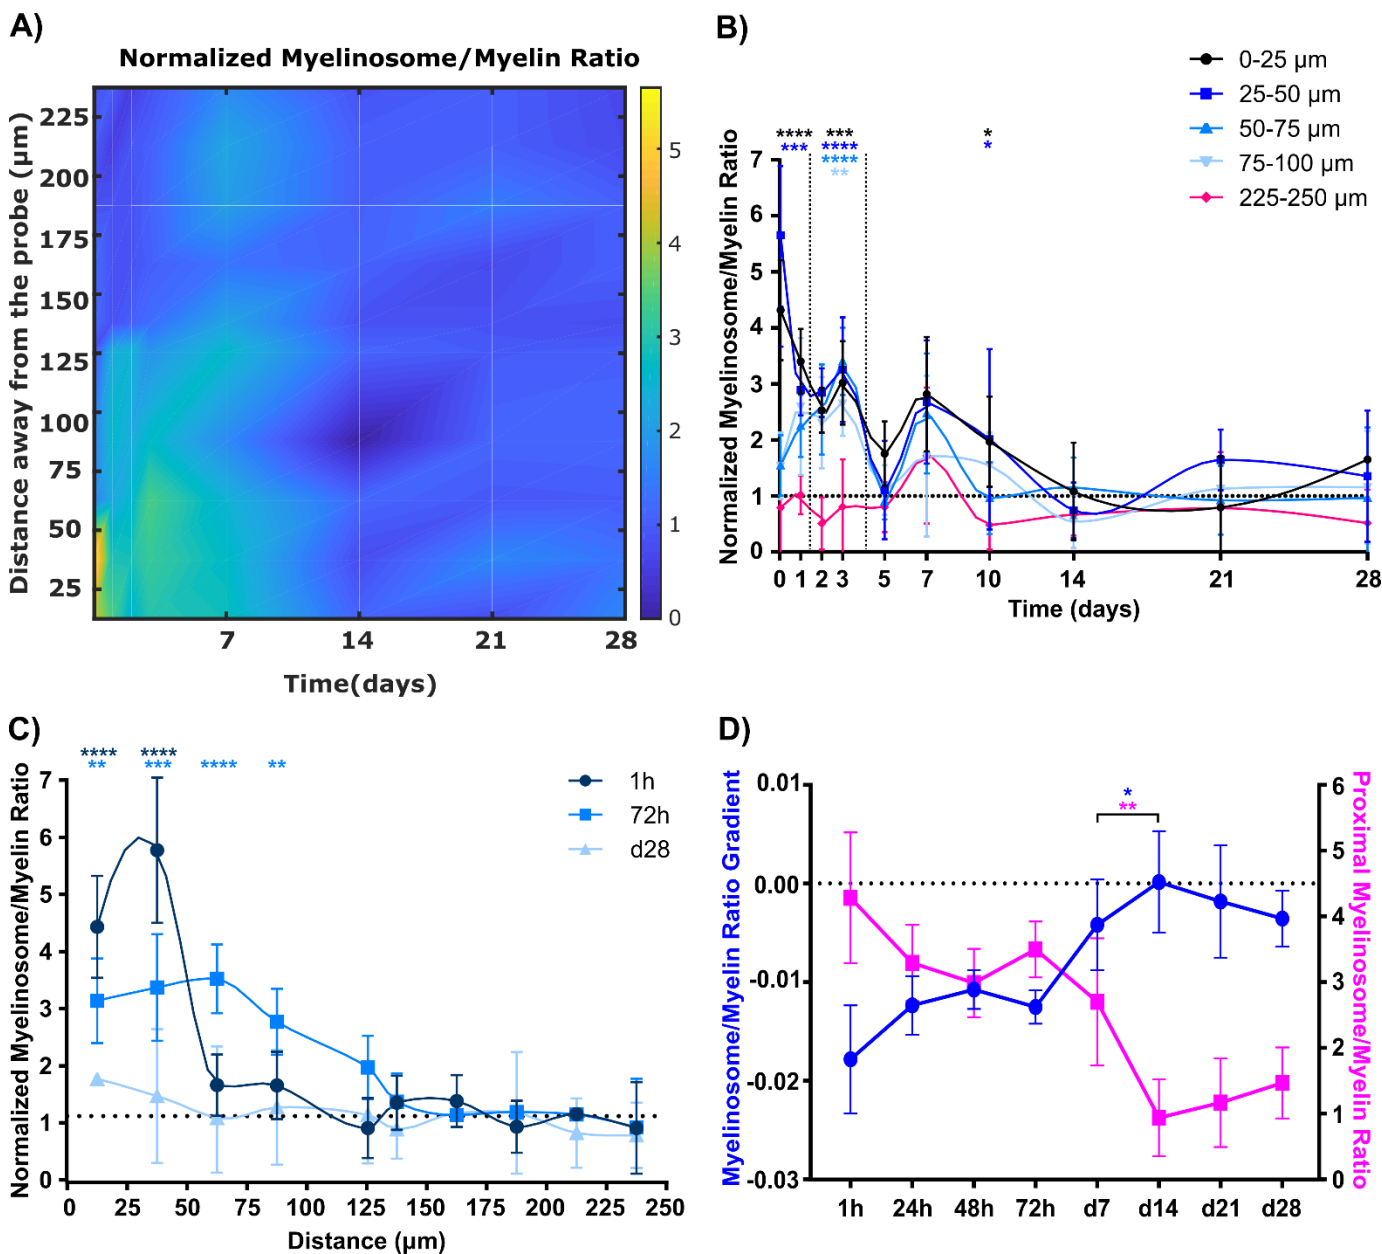 A)
Normalized Myelinosome/Myelin Ratio
Distance away from the probe (µm)
225
200
175
150
125
100
75
50
25
7
14
21
28
Time(days)
5
4
3
2
1
0
B)
0-25 µm
25-50 µm
50-75 µm
75-100 µm
225-250 µm
**** *** *
*** **** *
****
**
Normalized Myelinosome/Myelin Ratio
7
6
5
4
3
2
1
0
0 1 2 3 5 7 10 14 21 28
Time (days)
C)
**** ****
** *** **** **
1h
72h
d28
Normalized Myelinosome/Myelin Ratio
7
6
5
4
3
2
1
0
0 25 50 75 100 125 150 175 200 225 250
Distance (µm)
D)
*
**
Myelinosome/Myelin Ratio Gradient
0.01
0.00
-0.01
-0.02
-0.03
6
5
4
3
2
1
0
Proximal Myelinosome/Myelin Ratio
1h 24h 48h 72h d7 d14 d21 d28